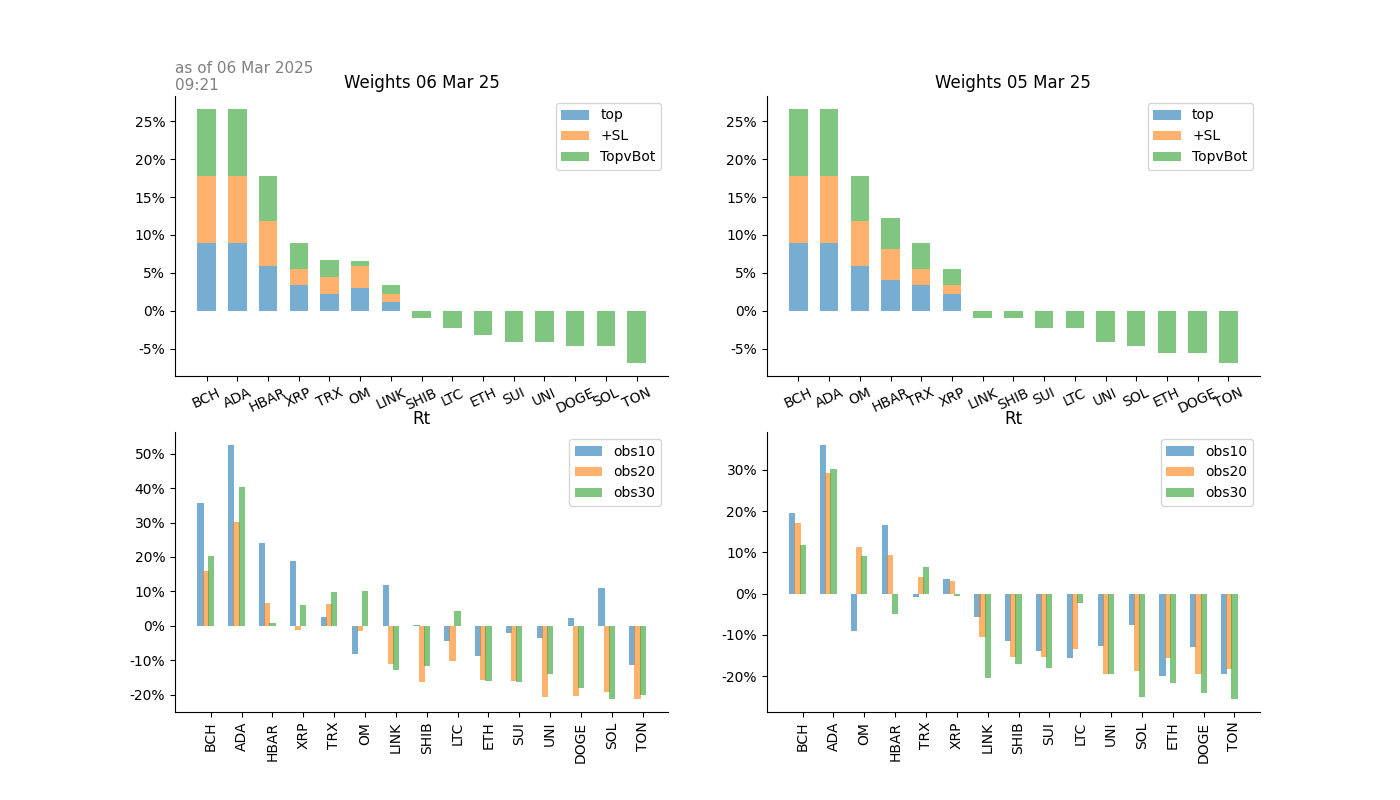 as of 06 Mar 2025
09:21
Weights 06 Mar 25
25%
20%
15%
10%
5%
0%
-5%
top
+SL
TopvBot
BCH ADA HBAR XRP TRX OM LINK SHIB LTC ETH SUI UNI DOGE SOL TON
Weights 05 Mar 25
25%
20%
15%
10%
5%
0%
-5%
top
+SL
TopvBot
BCH ADA OM HBAR TRX XRP LINK SHIB SUI LTC UNI SOL ETH DOGE TON
Rt
50%
40%
30%
20%
10%
0%
-10%
-20%
obs10
obs20
obs30
BCH ADA HBAR XRP TRX OM LINK SHIB LTC ETH SUI UNI DOGE SOL TON
Rt
30%
20%
10%
0%
-10%
-20%
obs10
obs20
obs30
BCH ADA OM HBAR TRX XRP LINK SHIB SUI LTC UNI SOL ETH DOGE TON